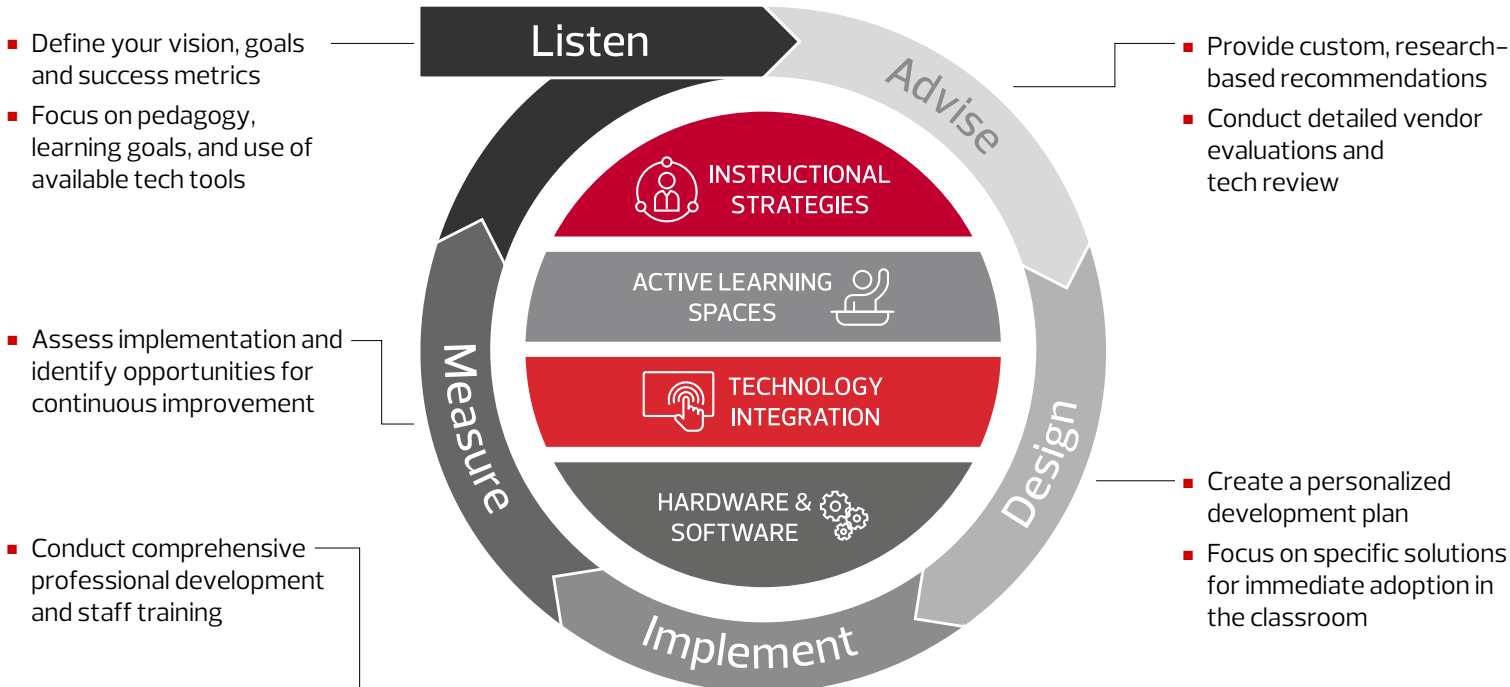 Listen
Define your vision, goals
and success metrics
Focus on pedagogy,
learning goals, and use of
available tech tools
Advise
Provide custom, research-
based recommendations
Conduct detailed vendor
evaluations and
tech review
INSTRUCTIONAL
STRATEGIES
ACTIVE LEARNING
SPACES
TECHNOLOGY
INTEGRATION
HARDWARE &
SOFTWARE
Design
Create a personalized
development plan
Focus on specific solutions
for immediate adoption in
the classroom
Implement
Conduct comprehensive
professional development
and staff training
Measure
Assess implementation and
identify opportunities for
continuous improvement